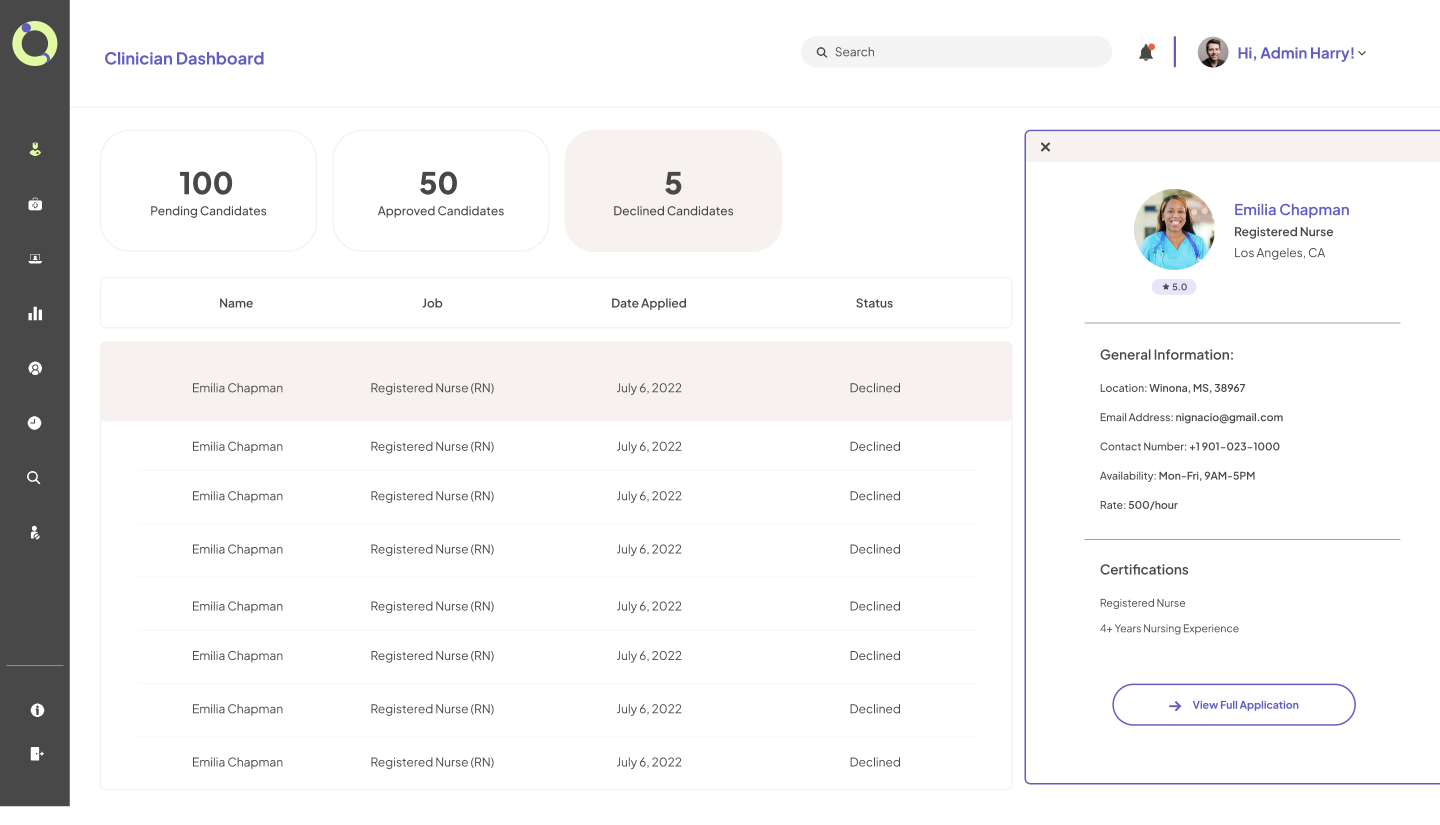 Clinician Dashboard
Search
Hi, Admin Harry!
100
Pending Candidates
50
Approved Candidates
5
Declined Candidates
Name Job Date Applied Status
Emilia Chapman Registered Nurse (RN) July 6, 2022 Declined
Emilia Chapman Registered Nurse (RN) July 6, 2022 Declined
Emilia Chapman Registered Nurse (RN) July 6, 2022 Declined
Emilia Chapman Registered Nurse (RN) July 6, 2022 Declined
Emilia Chapman Registered Nurse (RN) July 6, 2022 Declined
Emilia Chapman Registered Nurse (RN) July 6, 2022 Declined
Emilia Chapman Registered Nurse (RN) July 6, 2022 Declined
Emilia Chapman Registered Nurse (RN) July 6, 2022 Declined
Emilia Chapman
Registered Nurse
Los Angeles, CA
★ 5.0
General Information:
Location: Winona, MS, 38967
Email Address: nignacio@gmail.com
Contact Number: +1 901-023-1000
Availability: Mon-Fri, 9AM-5PM
Rate: 500/hour
Certifications
Registered Nurse
4+ Years Nursing Experience
View Full Application